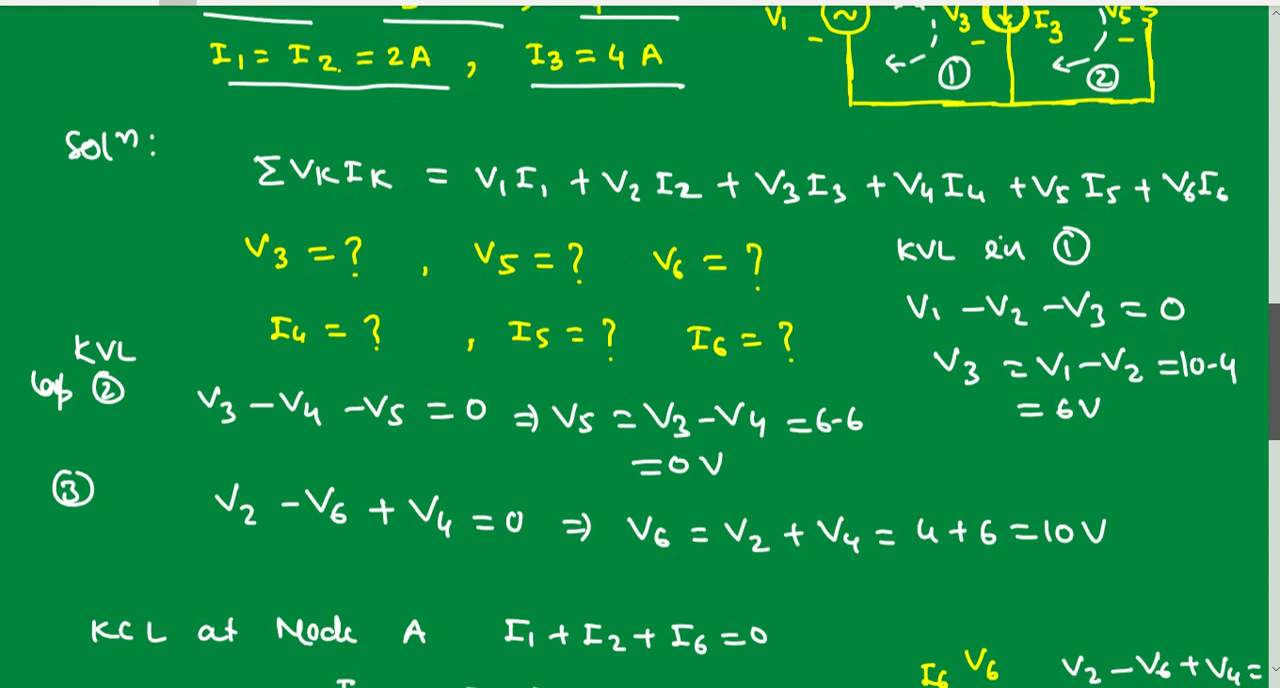 V₁ ~ V₃ I₃ V₅
I₁ = I₂ = 2A , I₃ = 4 A
- - -
① ②
Solⁿ:
ΣVₖIₖ = V₁I₁ + V₂I₂ + V₃I₃ + V₄I₄ + V₅I₅ + V₆I₆
V₃ = ? , V₅ = ? V₆ = ?
I₄ = ? , I₅ = ? I₆ = ?
KVL in ①
V₁ - V₂ - V₃ = 0
V₃ = V₁ - V₂ = 10-4
= 6V
KVL
loop ②
V₃ - V₄ - V₅ = 0 ⇒ V₅ = V₃ - V₄ = 6-6
= 0 V
③
V₂ - V₆ + V₄ = 0 ⇒ V₆ = V₂ + V₄ = 4 + 6 = 10 V
KCL at Node A I₁ + I₂ + I₆ = 0
I₆ V₆ V₂ - V₆ + V₄ =